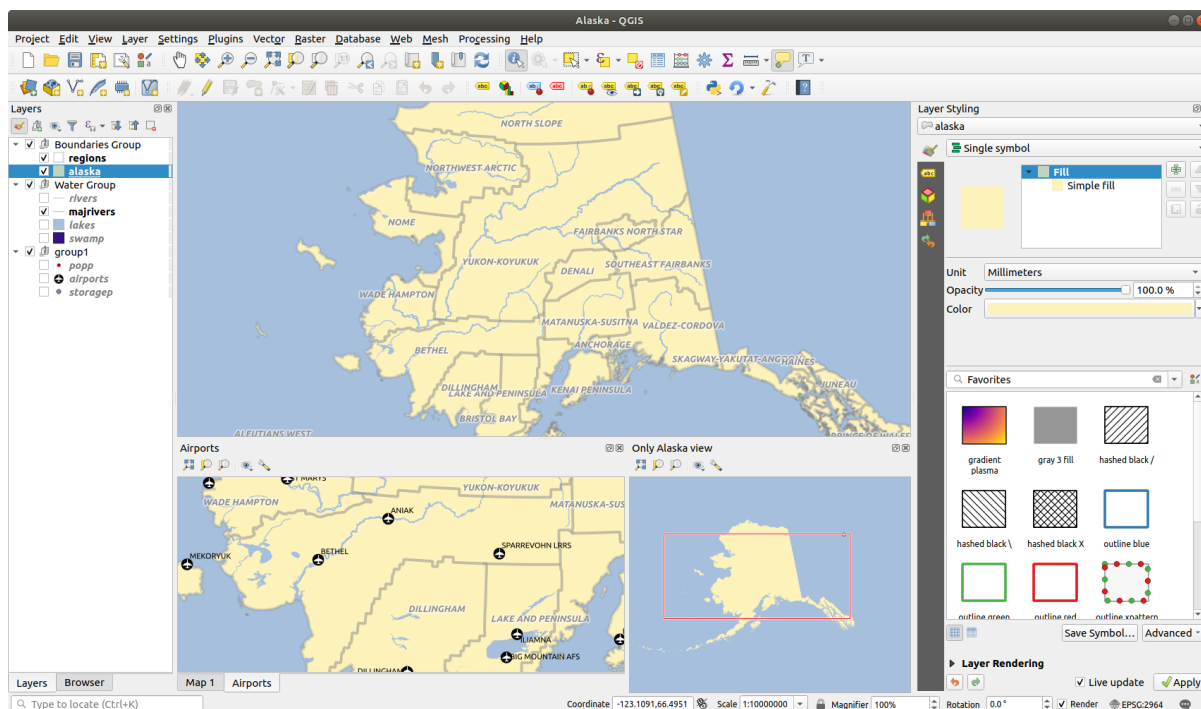 Alaska - QGIS
Project Edit View Layer Settings Plugins Vector Raster Database Web Mesh Processing Help
Layers
Boundaries Group
regions
alaska
Water Group
rivers
majrivers
lakes
swamp
group1
popp
airports
storagep
Layers Browser
NORTH SLOPE
NORTHWEST ARCTIC
NOME
FAIRBANKS NORTH STAR
YUKON-KOYUKUK
SOUTHEAST FAIRBANKS
DENALI
WADE HAMPTON
MATANUSKA-SUSITNA
VALDEZ-CORDOVA
ANCHORAGE
BETHEL
SKAGWAY-YAKUTAT-ANGOON
HAINES
DILLINGHAM
LAKE AND PENINSULA
KENAI PENINSULA
JUNEAU
BRISTOL BAY
ALEUTIANS WEST
PRINCE OF WALES
Airports
ST MARYS
YUKON-KOYUKUK
WADE HAMPTON
MATANUSKA-SUS
ANIAK
SPARREVOHN LRRS
BETHEL
MEKORYUK
DILLINGHAM
LAKE AND PENINSULA
ILIAMNA
BIG MOUNTAIN AFS
DILLINGHAM
Map 1 Airports
Only Alaska view
Layer Styling
alaska
Single symbol
Fill
Simple fill
Unit Millimeters
Opacity 100.0 %
Color
Favorites
gradient plasma
gray 3 fill
hashed black /
hashed black \
hashed black X
outline blue
outline green
outline red
outline xpattern
Save Symbol... Advanced
Layer Rendering
Live update Apply
Type to locate (Ctrl+K)
Coordinate -123.1091,66.4951 Scale 1:10000000 Magnifier 100% Rotation 0.0 ° Render EPSG:2964